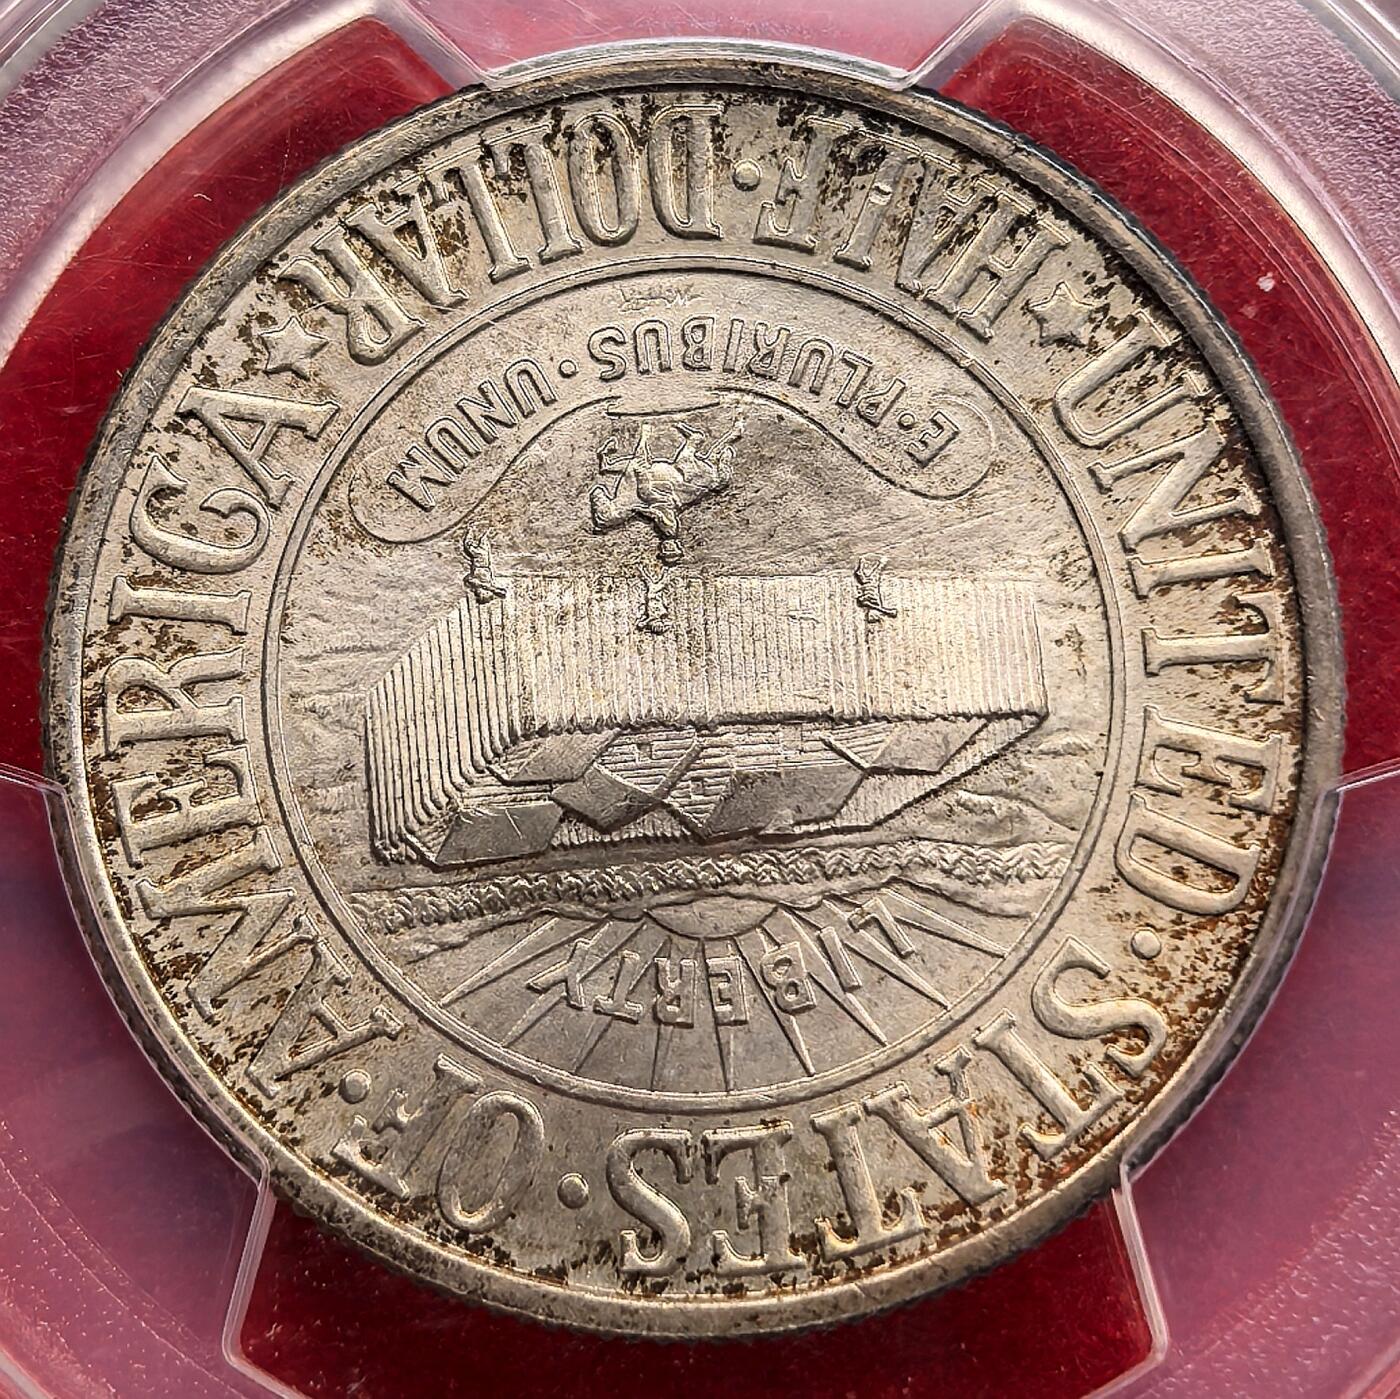 UNITED · STATES · OF · AMERICA
HALF · DOLLAR
LIBERTY
E · PLURIBUS · UNUM